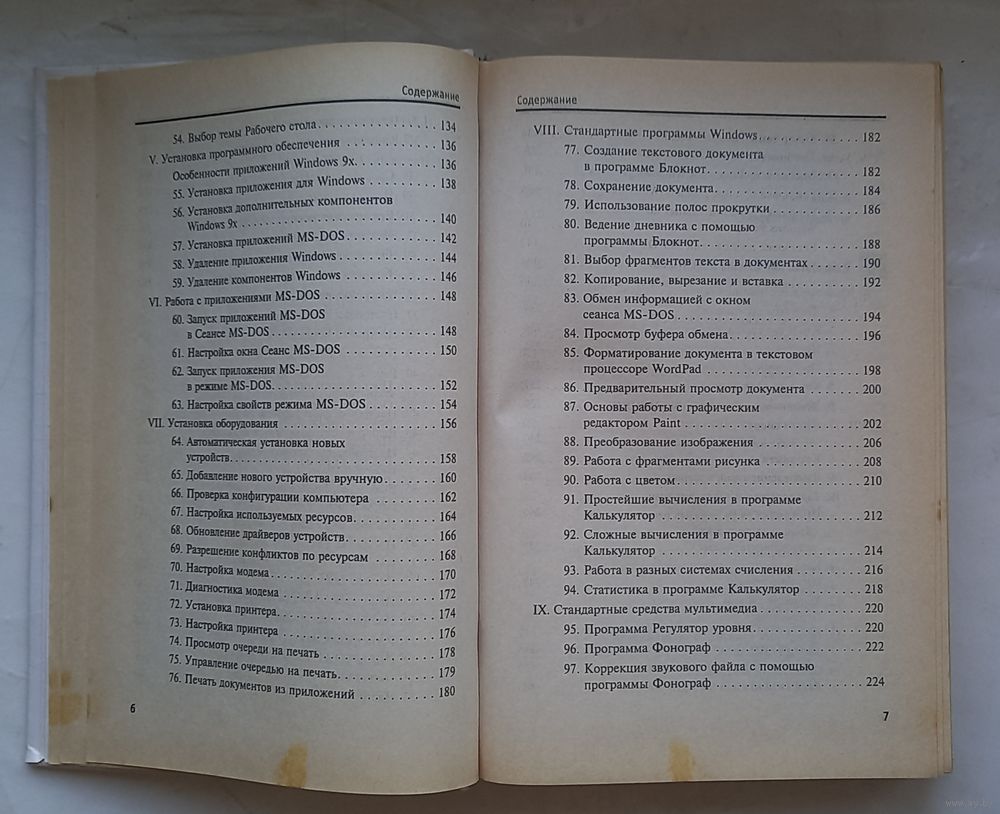 Содержание
54. Выбор темы Рабочего стола . . . . . . . . . . . . . . . . . . 134
V. Установка программного обеспечения . . . . . . . . . . . . . . . 136
Особенности приложений Windows 9x. . . . . . . . . . . . . 136
55. Установка приложения для Windows . . . . . . . . . . . 138
56. Установка дополнительных компонентов
Windows 9x . . . . . . . . . . . . . . . . . . . . . . . . . . . . . 140
57. Установка приложений MS-DOS . . . . . . . . . . . . . . 142
58. Удаление приложения Windows . . . . . . . . . . . . . . . 144
59. Удаление компонентов Windows . . . . . . . . . . . . . . 146
VI. Работа с приложениями MS-DOS . . . . . . . . . . . . . . . . . 148
60. Запуск приложений MS-DOS
в Сеансе MS-DOS . . . . . . . . . . . . . . . . . . . . . . . . . 148
61. Настройка окна Сеанс MS-DOS . . . . . . . . . . . . . . 150
62. Запуск приложения MS-DOS
в режиме MS-DOS. . . . . . . . . . . . . . . . . . . . . . . . . 152
63. Настройка свойств режима MS-DOS . . . . . . . . . . . 154
VII. Установка оборудования . . . . . . . . . . . . . . . . . . . . . . . 156
64. Автоматическая установка новых
устройств. . . . . . . . . . . . . . . . . . . . . . . . . . . . . . . 158
65. Добавление нового устройства вручную . . . . . . . . . 160
66. Проверка конфигурации компьютера . . . . . . . . . . . 162
67. Настройка используемых ресурсов. . . . . . . . . . . . . 164
68. Обновление драйверов устройств. . . . . . . . . . . . . . 166
69. Разрешение конфликтов по ресурсам . . . . . . . . . . . 168
70. Настройка модема . . . . . . . . . . . . . . . . . . . . . . . . . 170
71. Диагностика модема . . . . . . . . . . . . . . . . . . . . . . . 172
72. Установка принтера. . . . . . . . . . . . . . . . . . . . . . . . 174
73. Настройка принтера . . . . . . . . . . . . . . . . . . . . . . . 176
74. Просмотр очереди на печать . . . . . . . . . . . . . . . . . 178
75. Управление очередью на печать. . . . . . . . . . . . . . . 179
76. Печать документов из приложений . . . . . . . . . . . . 180
6
Содержание
VIII. Стандартные программы Windows. . . . . . . . . . . . . . . 182
77. Создание текстового документа
в программе Блокнот. . . . . . . . . . . . . . . . . . . . . . . 182
78. Сохранение документа. . . . . . . . . . . . . . . . . . . . . . 184
79. Использование полос прокрутки . . . . . . . . . . . . . . 186
80. Ведение дневника с помощью
программы Блокнот. . . . . . . . . . . . . . . . . . . . . . . . 188
81. Выбор фрагментов текста в документах . . . . . . . 190
82. Копирование, вырезание и вставка . . . . . . . . . . . . 192
83. Обмен информацией с окном
сеанса MS-DOS . . . . . . . . . . . . . . . . . . . . . . . . . . . 194
84. Просмотр буфера обмена. . . . . . . . . . . . . . . . . . . . 196
85. Форматирование документа в текстовом
процессоре WordPad . . . . . . . . . . . . . . . . . . . . . . . 198
86. Предварительный просмотр документа . . . . . . . . . 200
87. Основы работы с графическим
редактором Paint . . . . . . . . . . . . . . . . . . . . . . . . . . 202
88. Преобразование изображения . . . . . . . . . . . . . . . . 206
89. Работа с фрагментами рисунка . . . . . . . . . . . . . . . 208
90. Работа с цветом. . . . . . . . . . . . . . . . . . . . . . . . . . . 210
91. Простейшие вычисления в программе
Калькулятор . . . . . . . . . . . . . . . . . . . . . . . . . . . . . 212
92. Сложные вычисления в программе
Калькулятор . . . . . . . . . . . . . . . . . . . . . . . . . . . . . 214
93. Работа в разных системах счисления . . . . . . . . . . 216
94. Статистика в программе Калькулятор . . . . . . . . . 218
IX. Стандартные средства мультимедиа . . . . . . . . . . . . . . . 220
95. Программа Регулятор уровня. . . . . . . . . . . . . . . . . 220
96. Программа Фонограф . . . . . . . . . . . . . . . . . . . . . . 222
97. Коррекция звукового файла с помощью
программы Фонограф . . . . . . . . . . . . . . . . . . . . . . 224
7